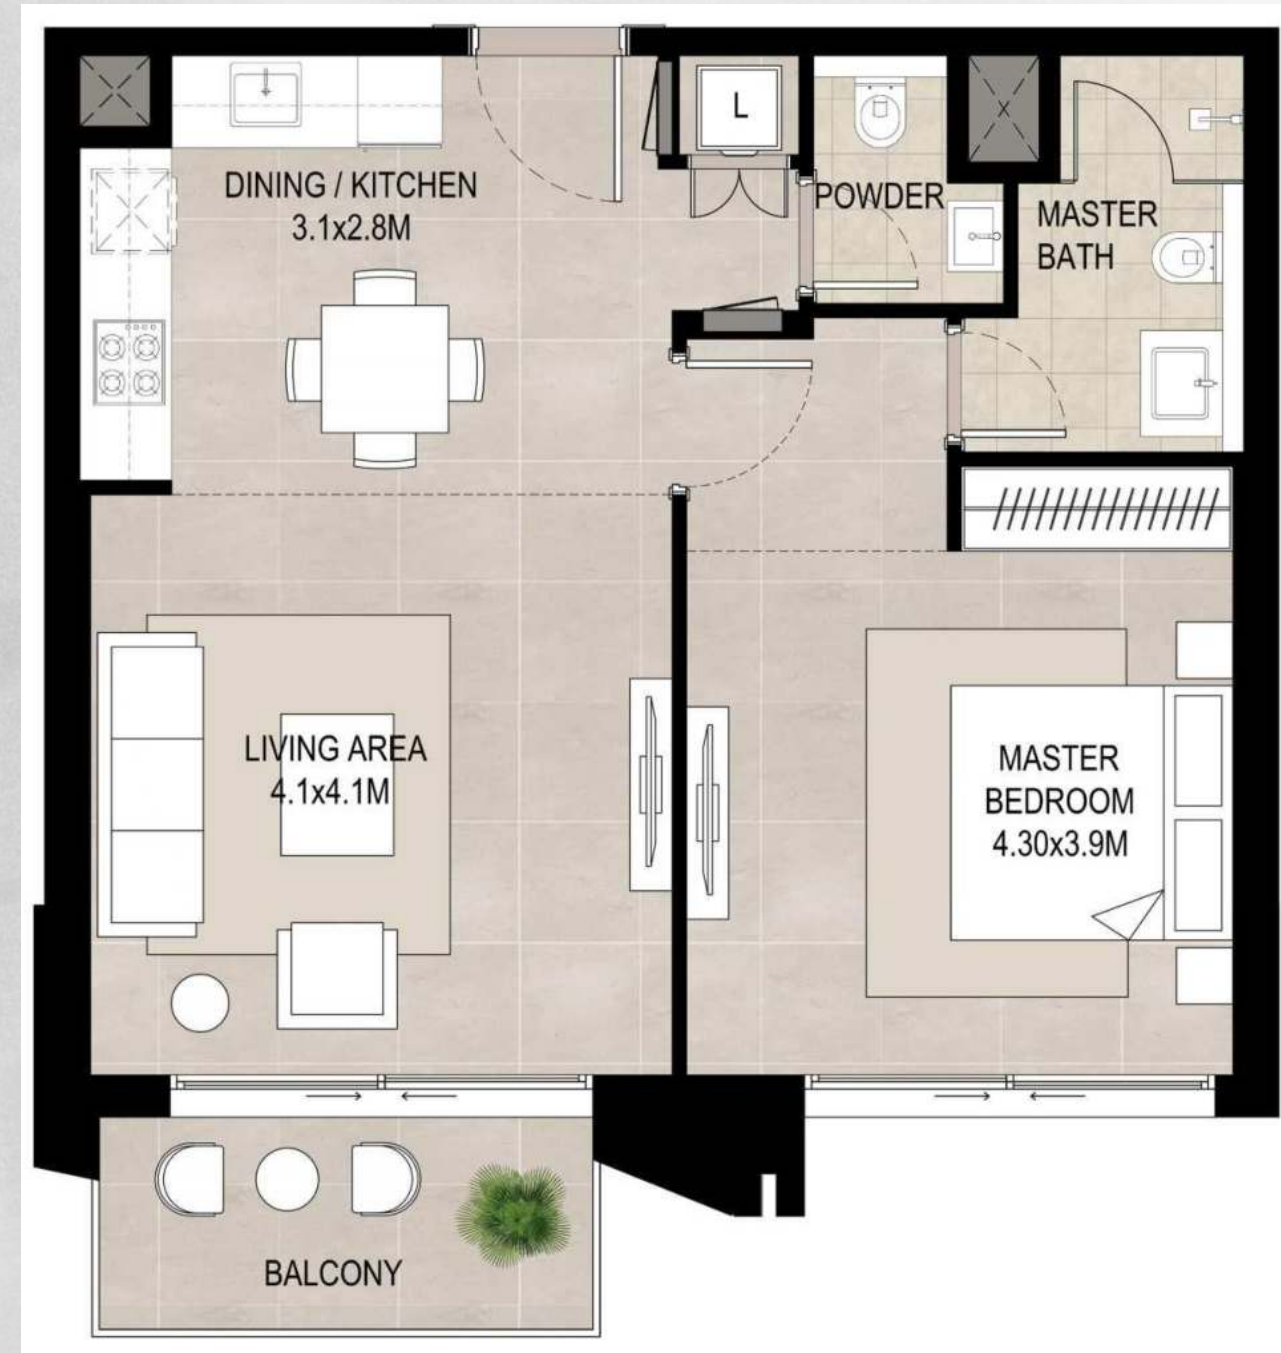 L
DINING / KITCHEN
3.1x2.8M
POWDER
MASTER
BATH
LIVING AREA
4.1x4.1M
MASTER
BEDROOM
4.30x3.9M
BALCONY